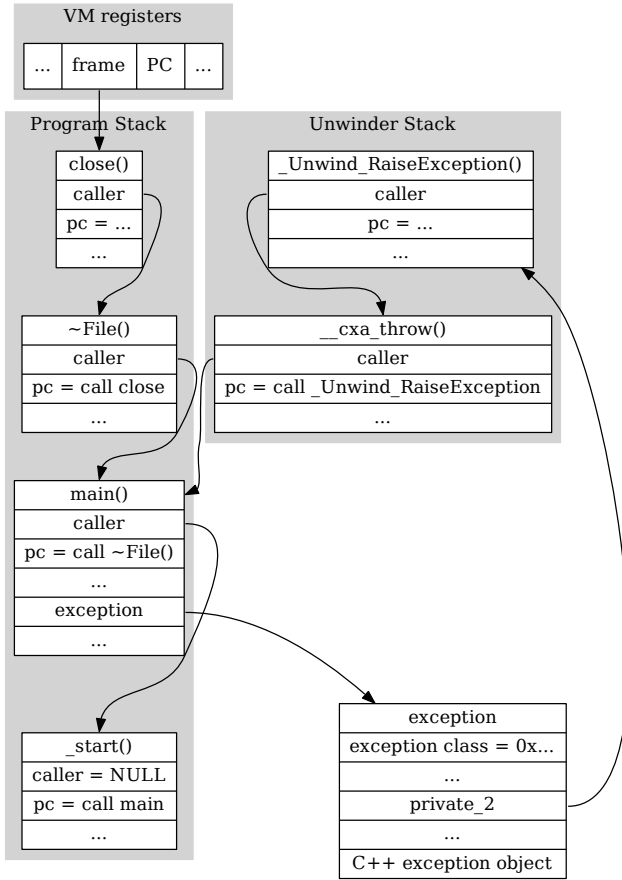 VM registers
... frame PC ...
Program Stack
close()
caller
pc = ...
...
~File()
caller
pc = call close
...
main()
caller
pc = call ~File()
...
exception
...
_start()
caller = NULL
pc = call main
...
Unwinder Stack
_Unwind_RaiseException()
caller
pc = ...
...
__cxa_throw()
caller
pc = call _Unwind_RaiseException
...
exception
exception class = 0x...
...
private_2
...
C++ exception object